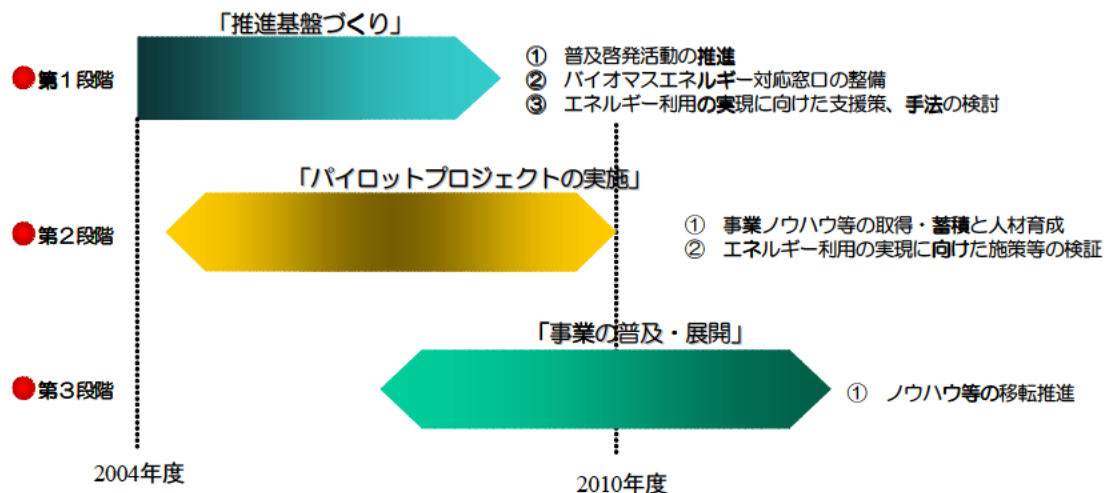 「推進基盤づくり」
第1段階
① 普及啓発活動の推進
② バイオマスエネルギー対応窓口の整備
③ エネルギー利用の実現に向けた支援策、手法の検討
「パイロットプロジェクトの実施」
第2段階
① 事業ノウハウ等の取得・蓄積と人材育成
② エネルギー利用の実現に向けた施策等の検証
「事業の普及・展開」
第3段階
① ノウハウ等の移転推進
2004年度
2010年度